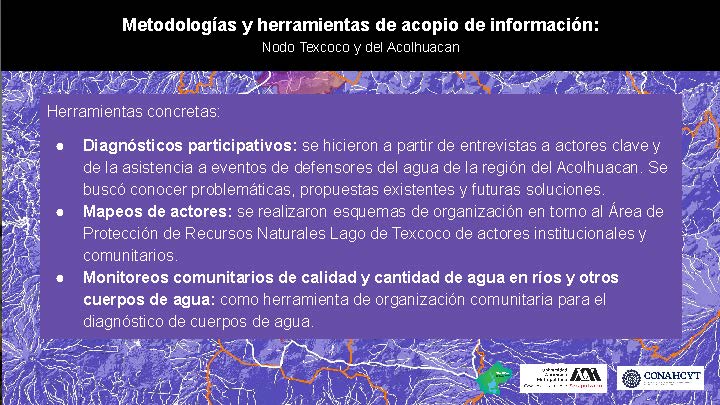 Metodologías y herramientas de acopio de información:
Nodo Texcoco y del Acolhuacan
Herramientas concretas:
● Diagnósticos participativos: se hicieron a partir de entrevistas a actores clave y
de la asistencia a eventos de defensores del agua de la región del Acolhuacan. Se
buscó conocer problemáticas, propuestas existentes y futuras soluciones.
● Mapeos de actores: se realizaron esquemas de organización en torno al Área de
Protección de Recursos Naturales Lago de Texcoco de actores institucionales y
comunitarios.
● Monitoreos comunitarios de calidad y cantidad de agua en ríos y otros
cuerpos de agua: como herramienta de organización comunitaria para el
diagnóstico de cuerpos de agua.
Universidad
Autónoma
Metropolitana
CONAHCYT